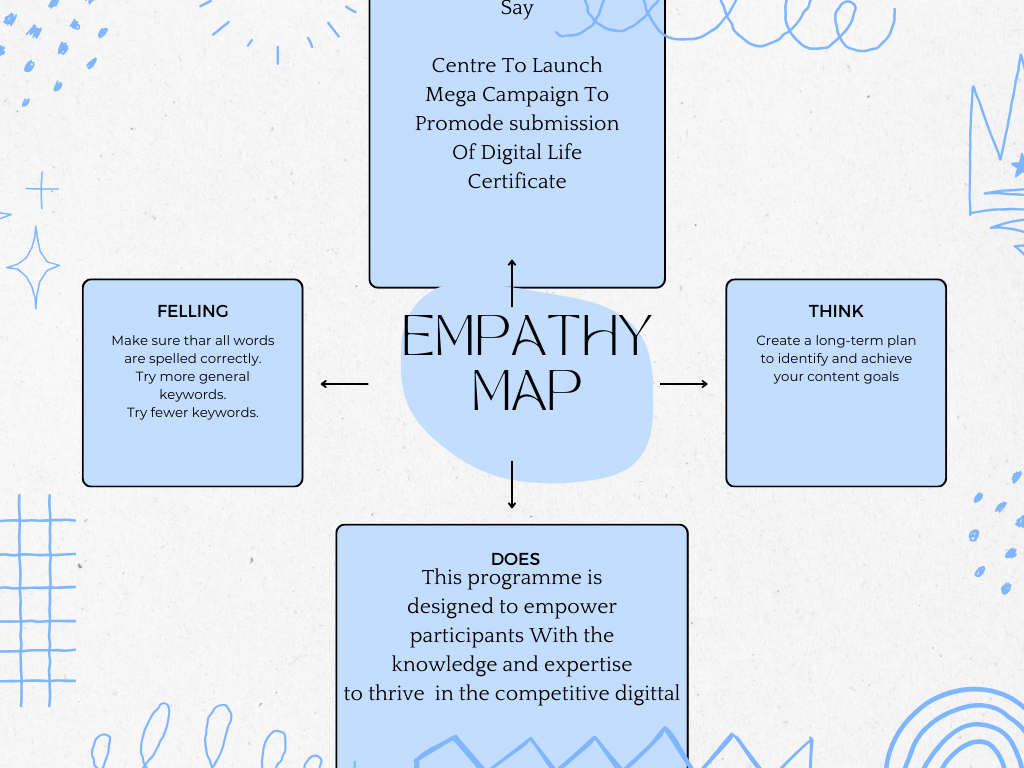 Say
Centre To Launch
Mega Campaign To
Promode submission
Of Digital Life
Certificate
FELLING
Make sure thar all words
are spelled correctly.
Try more general
keywords.
Try fewer keywords.
EMPATHY
MAP
THINK
Create a long-term plan
to identify and achieve
your content goals
DOES
This programme is
designed to empower
participants With the
knowledge and expertise
to thrive in the competitive digittal